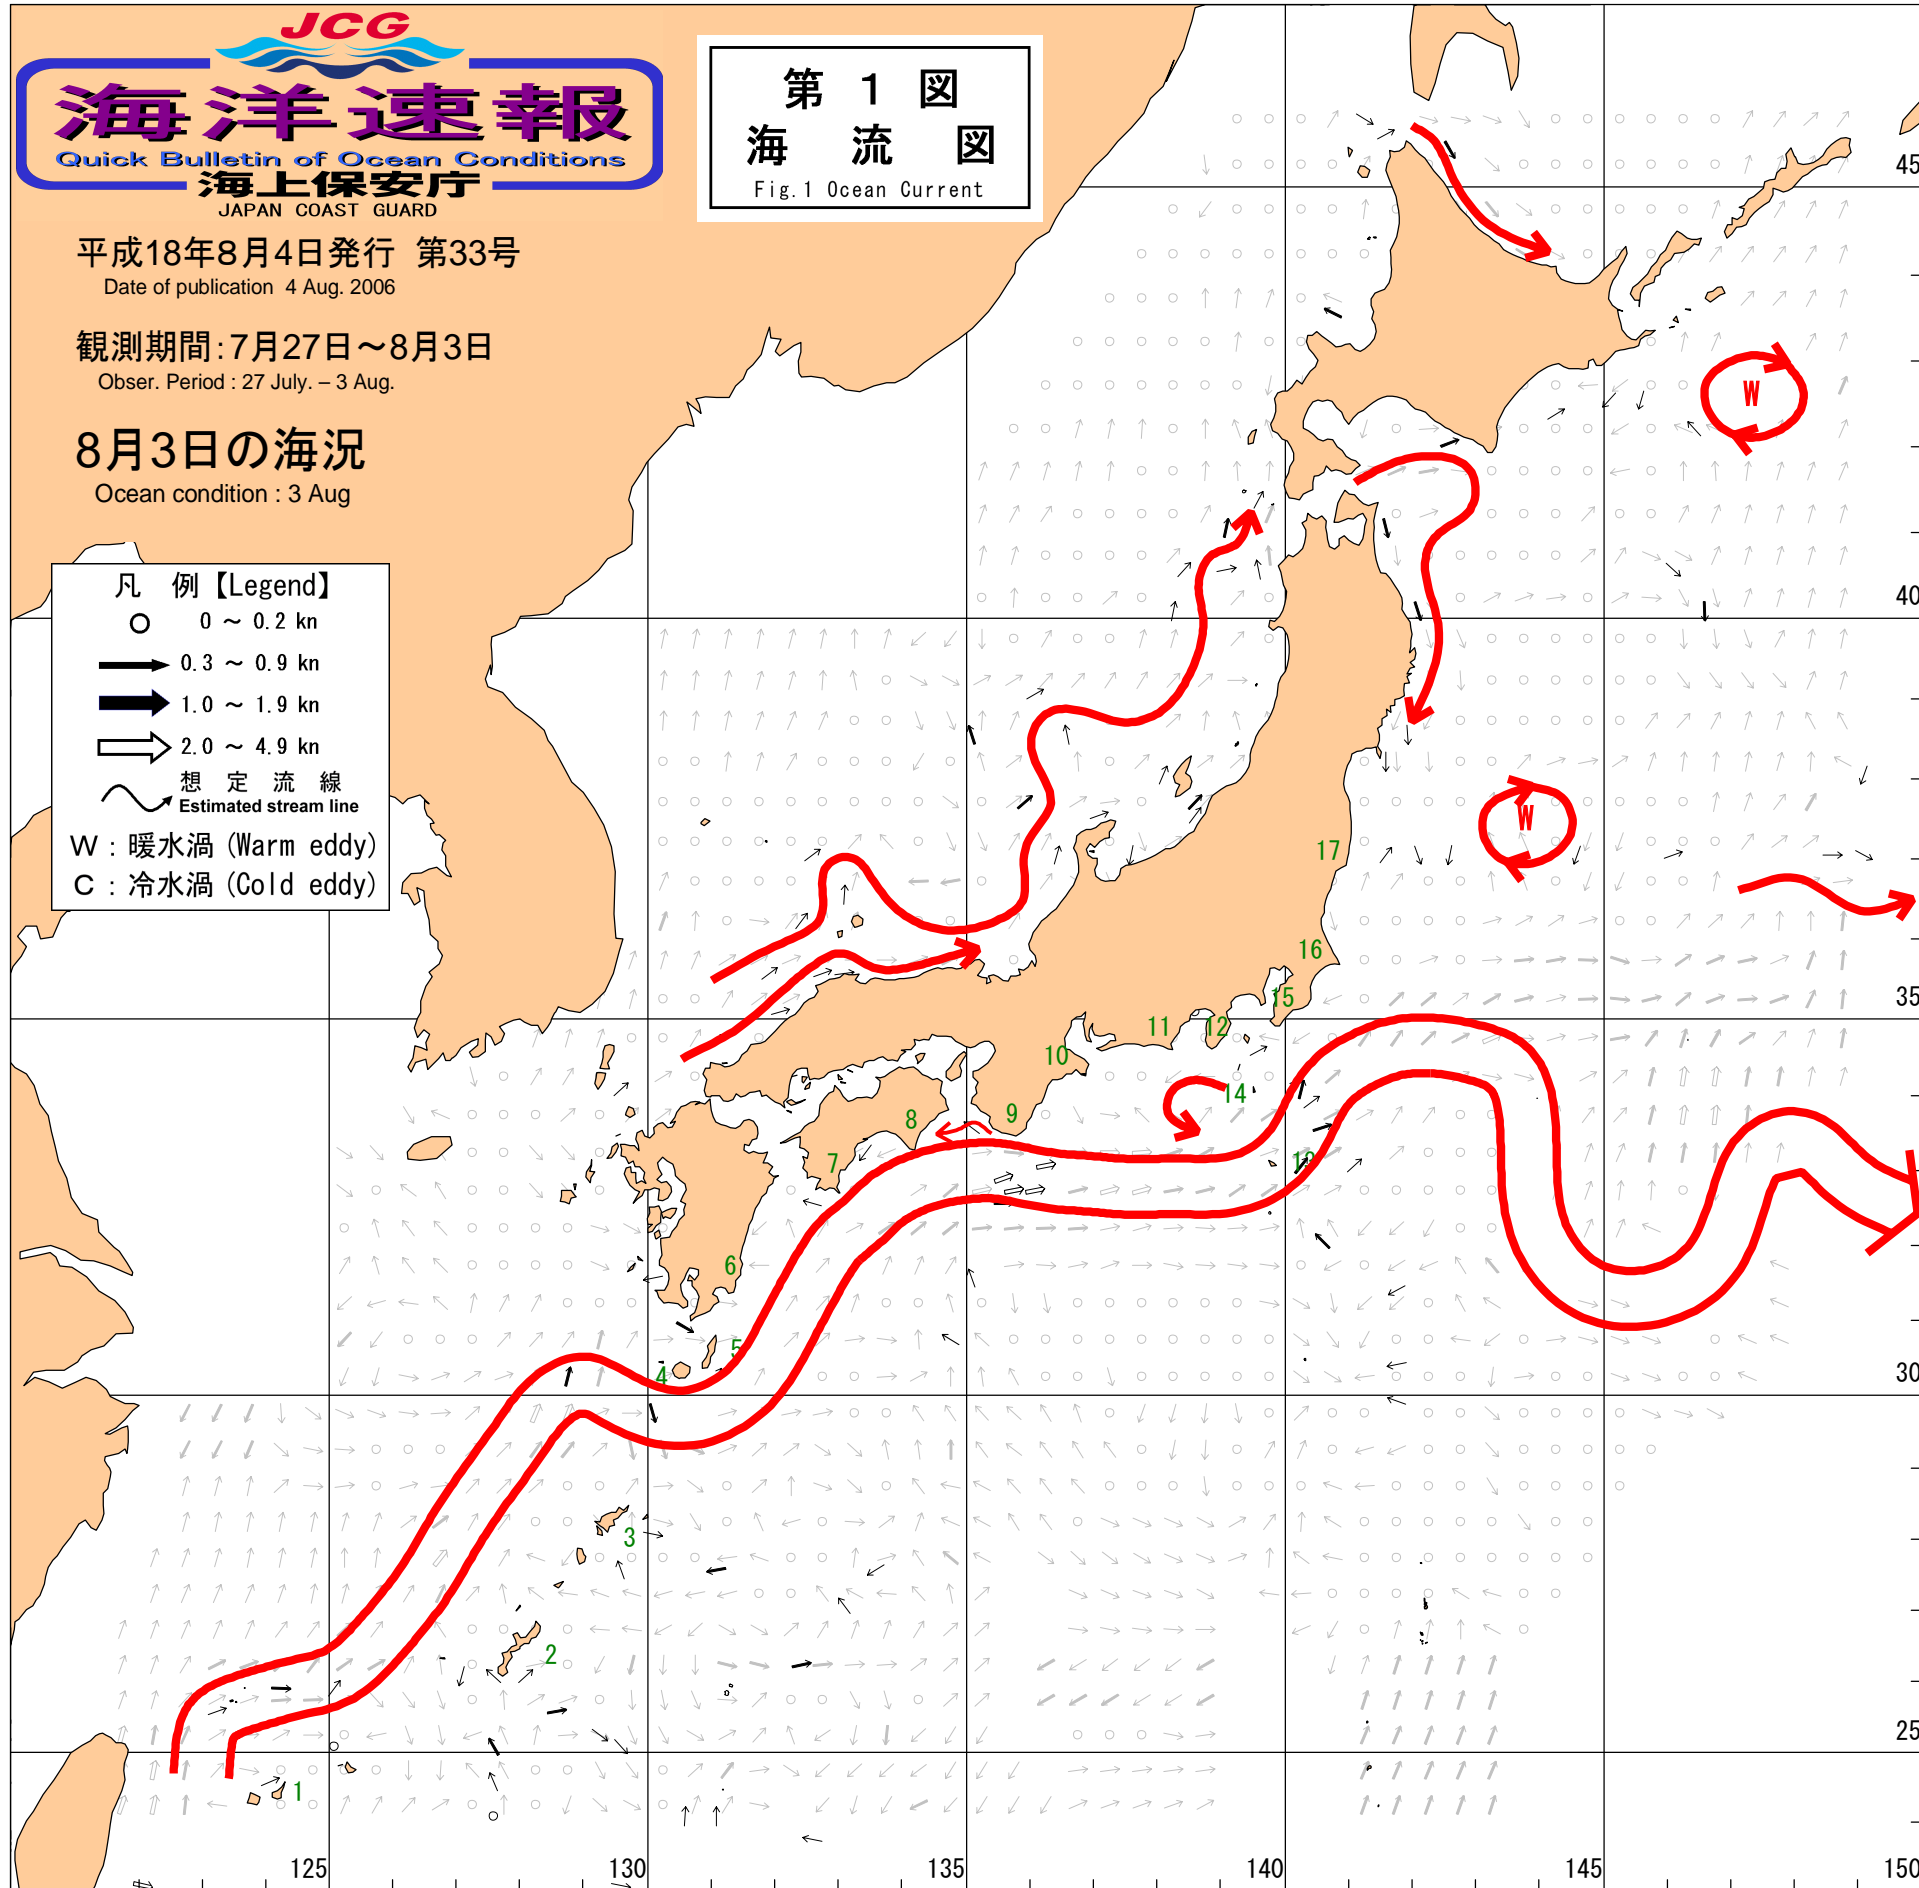 JCG
海洋速報
Quick Bulletin of Ocean Conditions
海上保安庁
JAPAN COAST GUARD
平成18年8月4日発行 第33号
Date of publication 4 Aug. 2006
観測期間:7月27日～8月3日
Obser. Period : 27 July. – 3 Aug.
8月3日の海況
Ocean condition : 3 Aug
第 1 図
海 流 図
Fig.1 Ocean Current
凡 例【Legend】
0 ～ 0.2 kn
0.3 ～ 0.9 kn
1.0 ～ 1.9 kn
2.0 ～ 4.9 kn
想 定 流 線
Estimated stream line
W : 暖水渦 (Warm eddy)
C : 冷水渦 (Cold eddy)
45
W
40
W
17
16
35
15
12
11
10
14
9
8
7
13
6
5
4
30
3
2
25
1
125
130
135
140
145
150